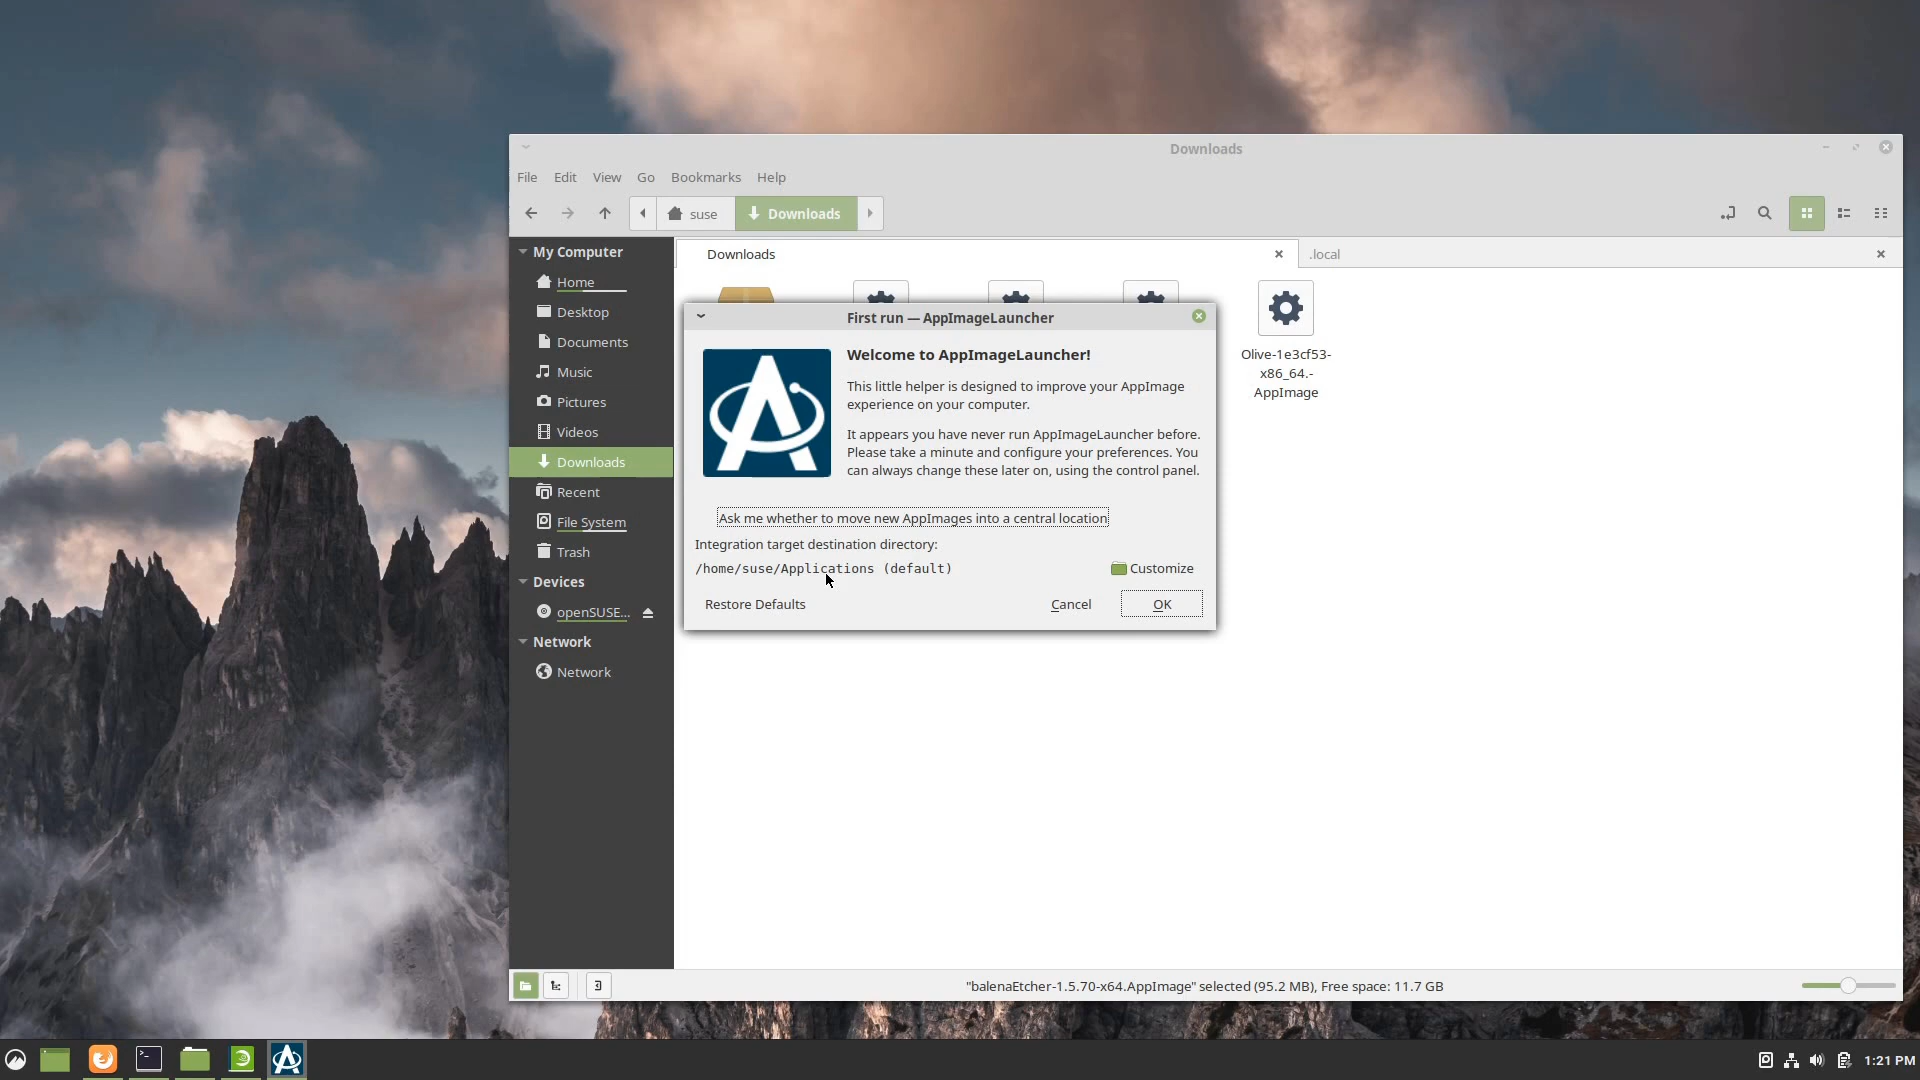 Downloads
File Edit View Go Bookmarks Help
suse Downloads
My Computer
Home
Desktop
Documents
Music
Pictures
Videos
Downloads
Recent
File System
Trash
Devices
openSUSE...
Network
Network
Downloads
.local
Olive-1e3cf53-
x86_64.-
AppImage
First run — AppImageLauncher
Welcome to AppImageLauncher!
This little helper is designed to improve your AppImage
experience on your computer.
It appears you have never run AppImageLauncher before.
Please take a minute and configure your preferences. You
can always change these later on, using the control panel.
Ask me whether to move new AppImages into a central location
Integration target destination directory:
/home/suse/Applications (default)
Customize
Restore Defaults
Cancel
OK
"balenaEtcher-1.5.70-x64.AppImage" selected (95.2 MB), Free space: 11.7 GB
1:21 PM